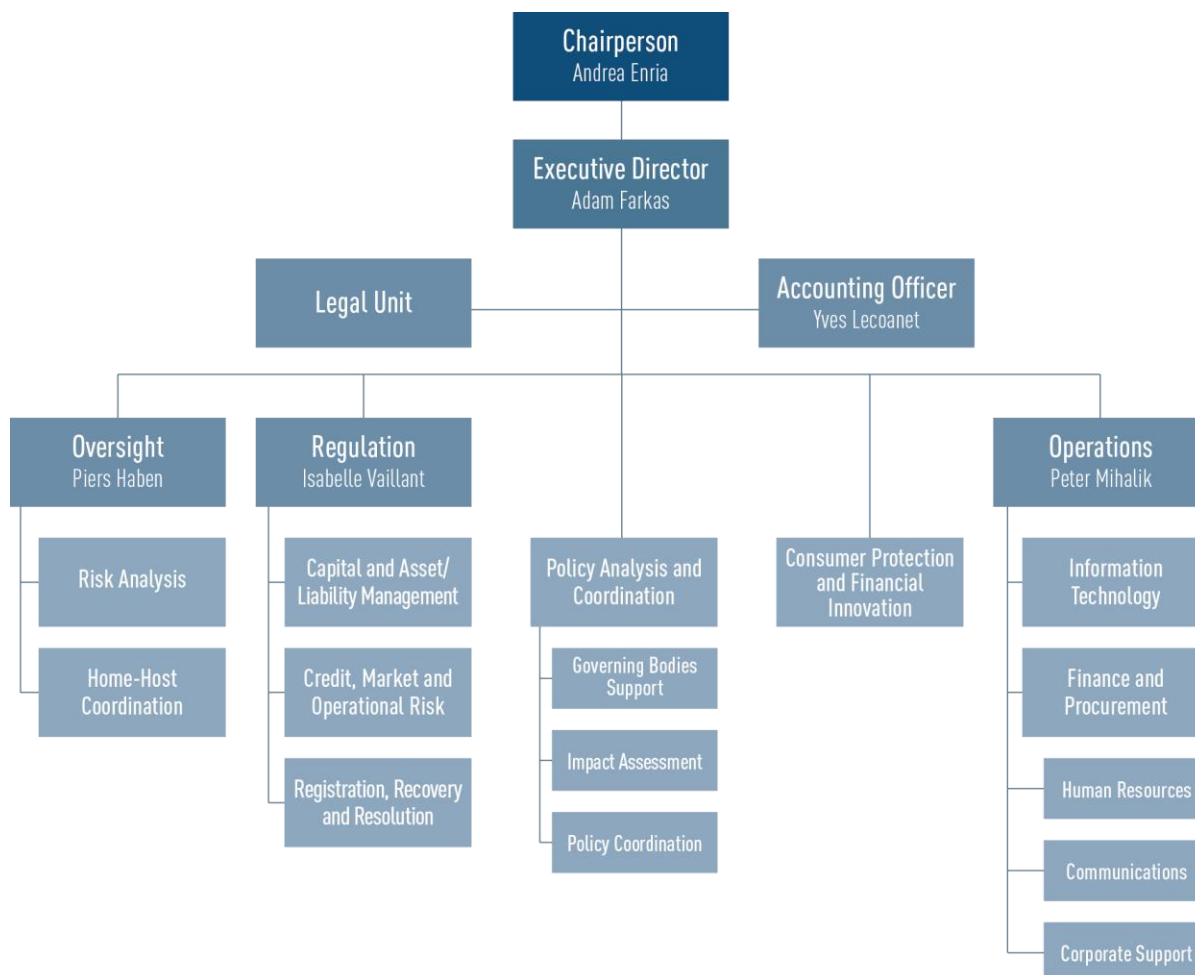 Chairperson
Andrea Enria
Executive Director
Adam Farkas
Legal Unit
Accounting Officer
Yves Lecoanet
Oversight
Piers Haben
Regulation
Isabelle Vaillant
Operations
Peter Mihalik
Risk Analysis
Home-Host
Coordination
Capital and Asset/
Liability Management
Credit, Market and
Operational Risk
Registration, Recovery
and Resolution
Policy Analysis and
Coordination
Governing Bodies
Support
Impact Assessment
Policy Coordination
Consumer Protection
and Financial
Innovation
Information
Technology
Finance and
Procurement
Human Resources
Communications
Corporate Support